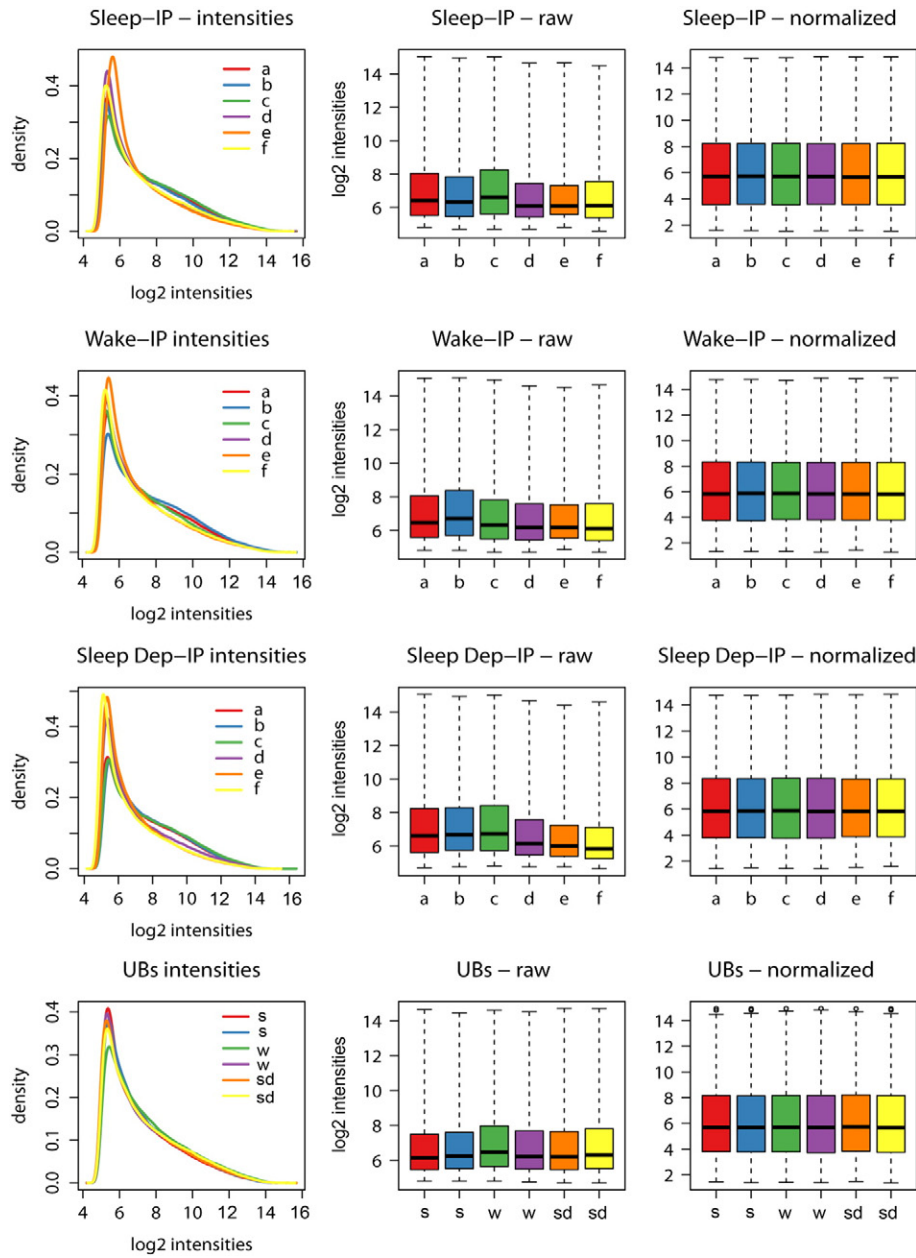 Sleep–IP – intensities
density
0.0 0.2 0.4
a
b
c
d
e
f
4 6 8 10 12 14 16
log2 intensities
Sleep–IP – raw
log2 intensities
6 8 10 14
a b c d e f
Sleep–IP – normalized
2 4 6 8 10 14
a b c d e f
Wake–IP intensities
density
0.0 0.2 0.4
a
b
c
d
e
f
4 6 8 10 12 14 16
log2 intensities
Wake–IP – raw
log2 intensities
6 8 10 14
a b c d e f
Wake–IP – normalized
2 4 6 8 10 14
a b c d e f
Sleep Dep–IP intensities
density
0.0 0.2 0.4
a
b
c
d
e
f
4 6 8 10 12 14 16
log2 intensities
Sleep Dep–IP – raw
log2 intensities
6 8 10 14
a b c d e f
Sleep Dep–IP – normalized
2 4 6 8 10 14
a b c d e f
UBs intensities
density
0.0 0.1 0.2 0.3 0.4
s
s
w
w
sd
sd
4 6 8 10 12 14 16
log2 intensities
UBs – raw
log2 intensities
6 8 10 14
s s w w sd sd
UBs – normalized
2 4 6 8 10 14
s s w w sd sd